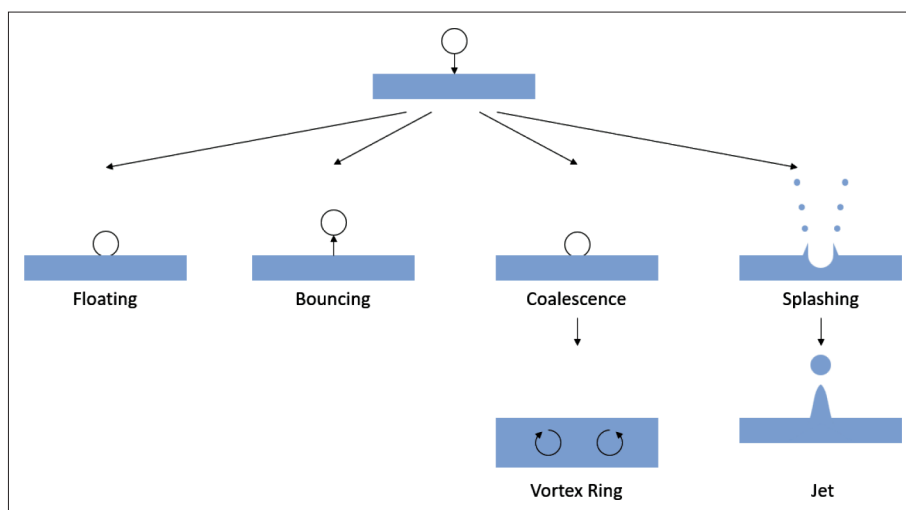 Floating
Bouncing
Coalescence
Splashing
Vortex Ring
Jet